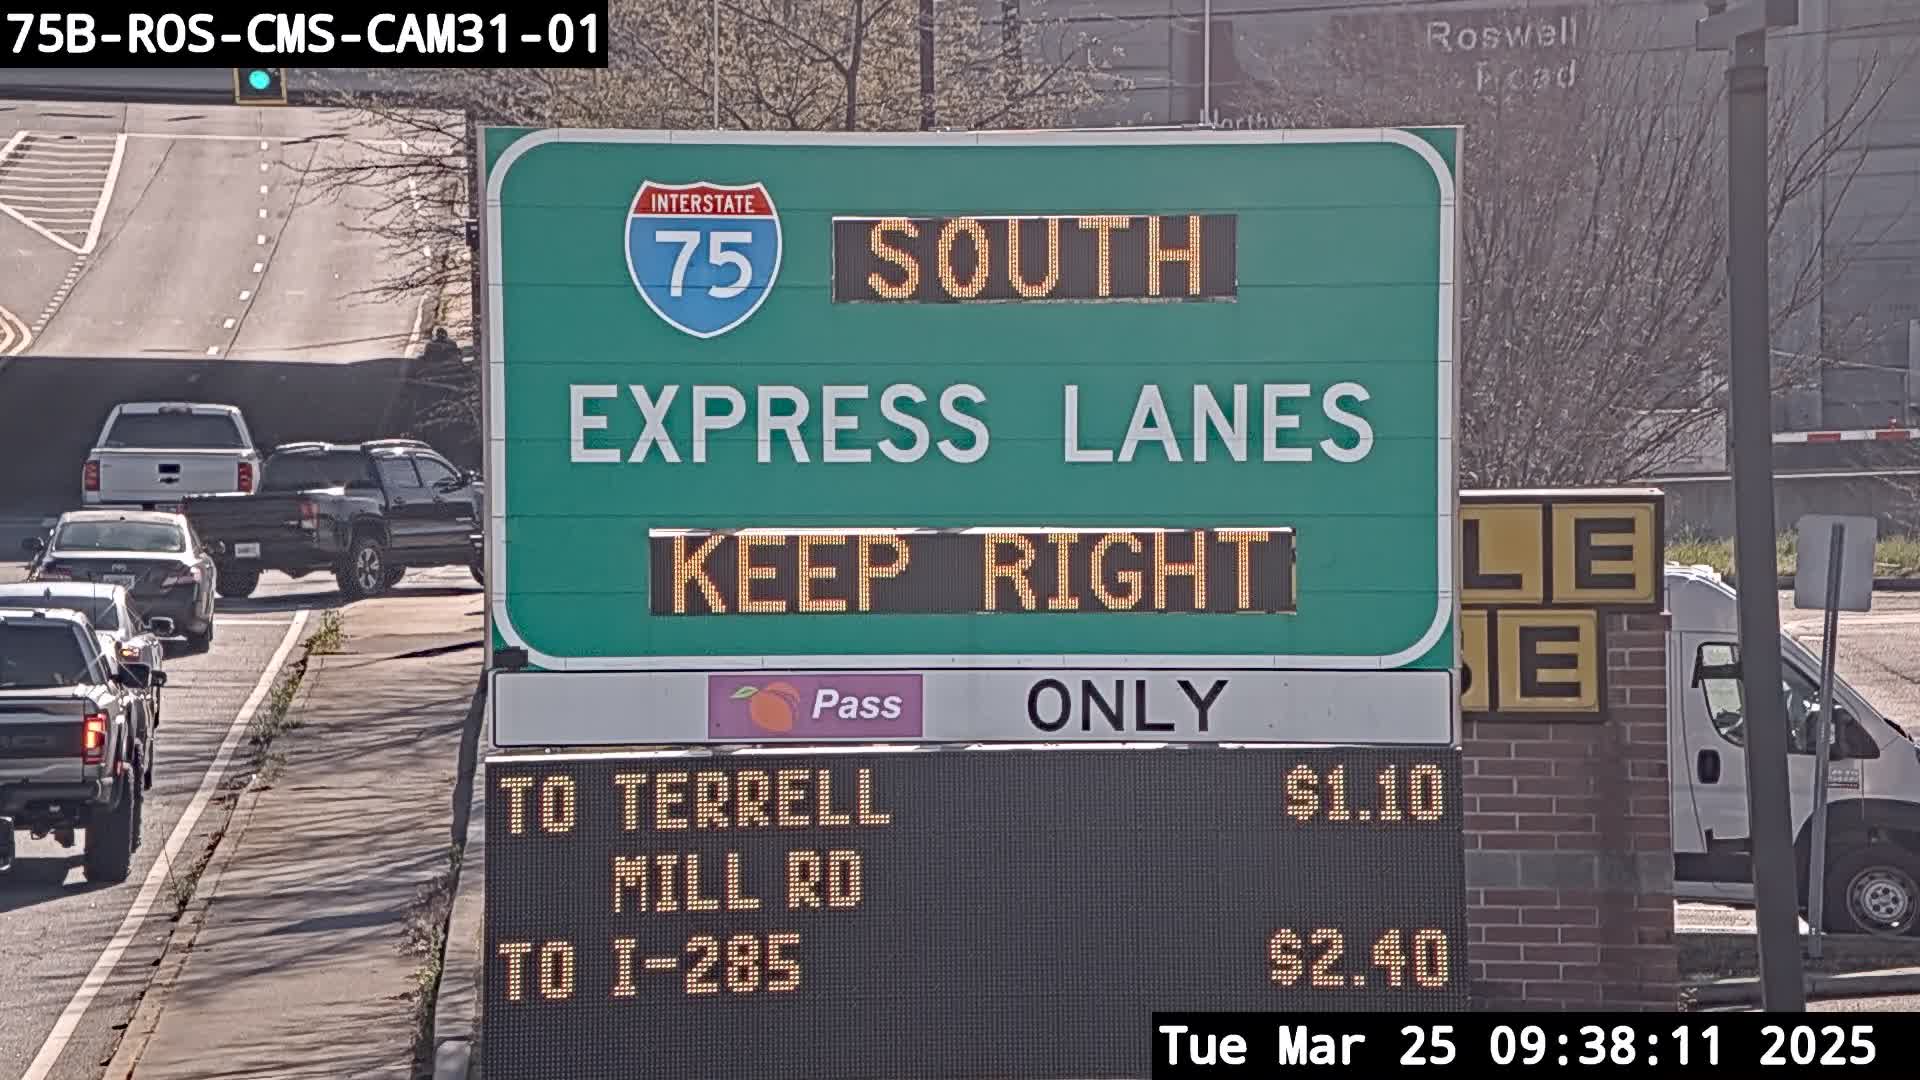 75B-ROS-CMS-CAM31-01
Roswell
Road
INTERSTATE
75
SOUTH
EXPRESS LANES
KEEP RIGHT
LE
E
Pass ONLY
TO TERRELL $1.10
MILL RD
TO I-285 $2.40
Tue Mar 25 09:38:11 2025